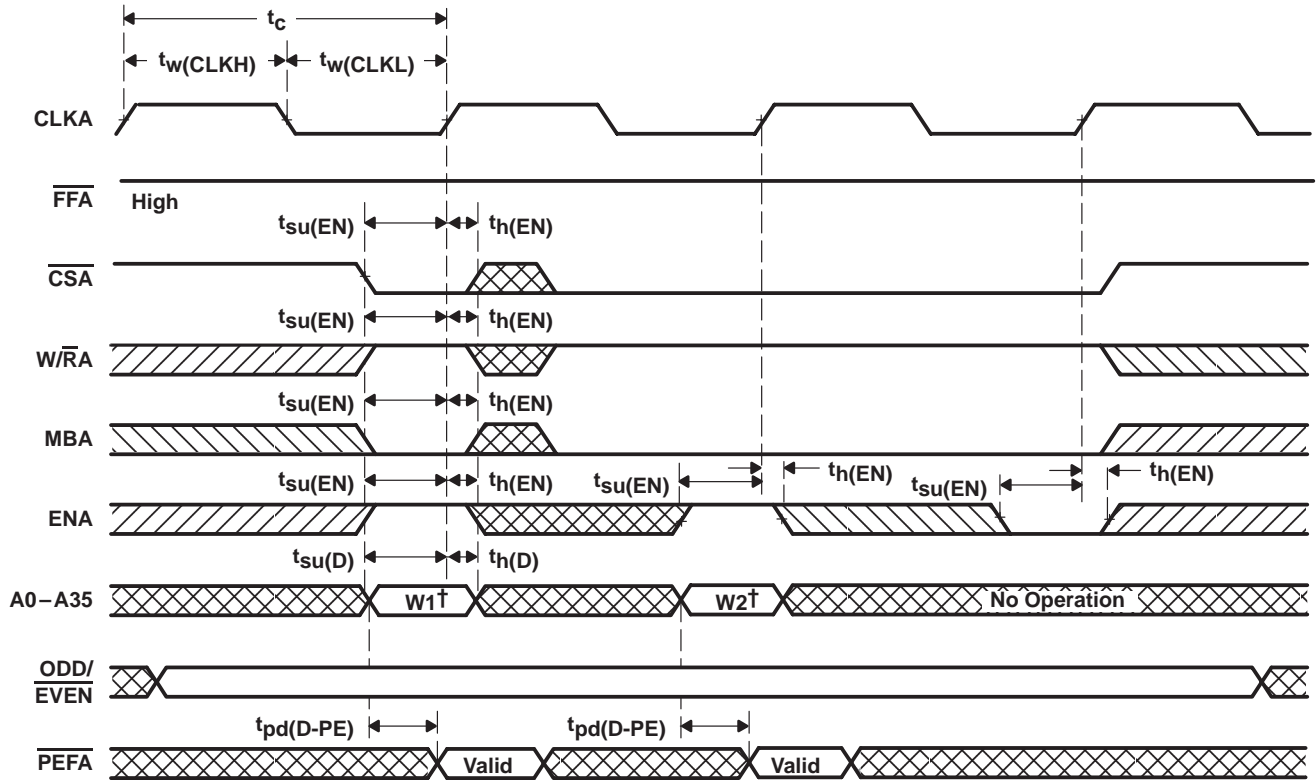 tc
tw(CLKH) tw(CLKL)
CLKA
FFA High
tsu(EN) th(EN)
CSA
tsu(EN) th(EN)
W/RA
tsu(EN) th(EN)
MBA
tsu(EN) th(EN) tsu(EN) th(EN) tsu(EN) th(EN)
ENA
tsu(D) th(D)
A0–A35 W1† W2† No Operation
ODD/
EVEN
tpd(D-PE) tpd(D-PE)
PEFA Valid Valid